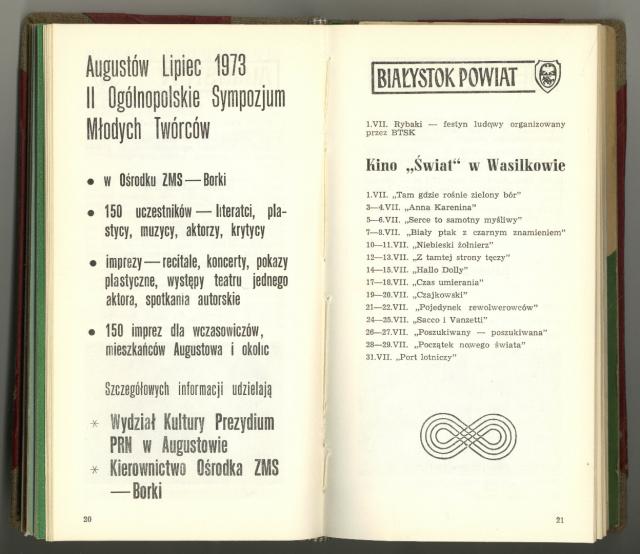 Augustów Lipiec 1973
II Ogólnopolskie Sympozjum
Młodych Twórców
● w Ośrodku ZMS — Borki
● 150 uczestników — literatci, pla-
stycy, muzycy, aktorzy, krytycy
● imprezy — recitale, koncerty, pokazy
plastyczne, występy teatru jednego
aktora, spotkania autorskie
● 150 imprez dla wczasowiczów,
mieszkańców Augustowa i okolic
Szczegółowych informacji udzielają
* Wydział Kultury Prezydium
PRN w Augustowie
* Kierownictwo Ośrodka ZMS
— Borki
20
BIAŁYSTOK POWIAT
1.VII. Rybaki — festyn ludowy organizowany
przez BTSK
Kino „Świat" w Wasilkowie
1.VII. „Tam gdzie rośnie zielony bór"
3—4.VII. „Anna Karenina"
5—6.VII. „Serce to samotny myśliwy"
7—8.VII. „Biały ptak z czarnym znamieniem"
10—11.VII. „Niebieski żołnierz"
12—13.VII. „Z tamtej strony tęczy"
14—15.VII. „Hallo Dolly"
17—18.VII. „Czas umierania"
19—20.VII. „Czajkowski"
21—22.VII. „Pojedynek rewolwerowców"
24—25.VII. „Sacco i Vanzetti"
26—27.VII. „Poszukiwany — poszukiwana"
28—29.VII. „Początek nowego świata"
31.VII. „Port lotniczy"
21